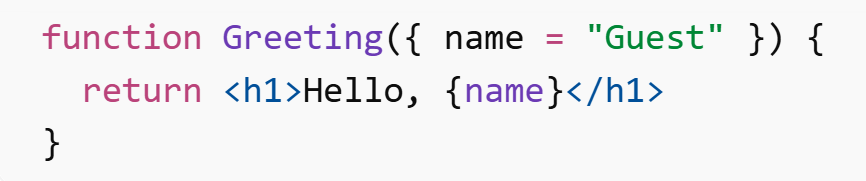 function Greeting({ name = "Guest" }) {
  return <h1>Hello, {name}</h1>
}